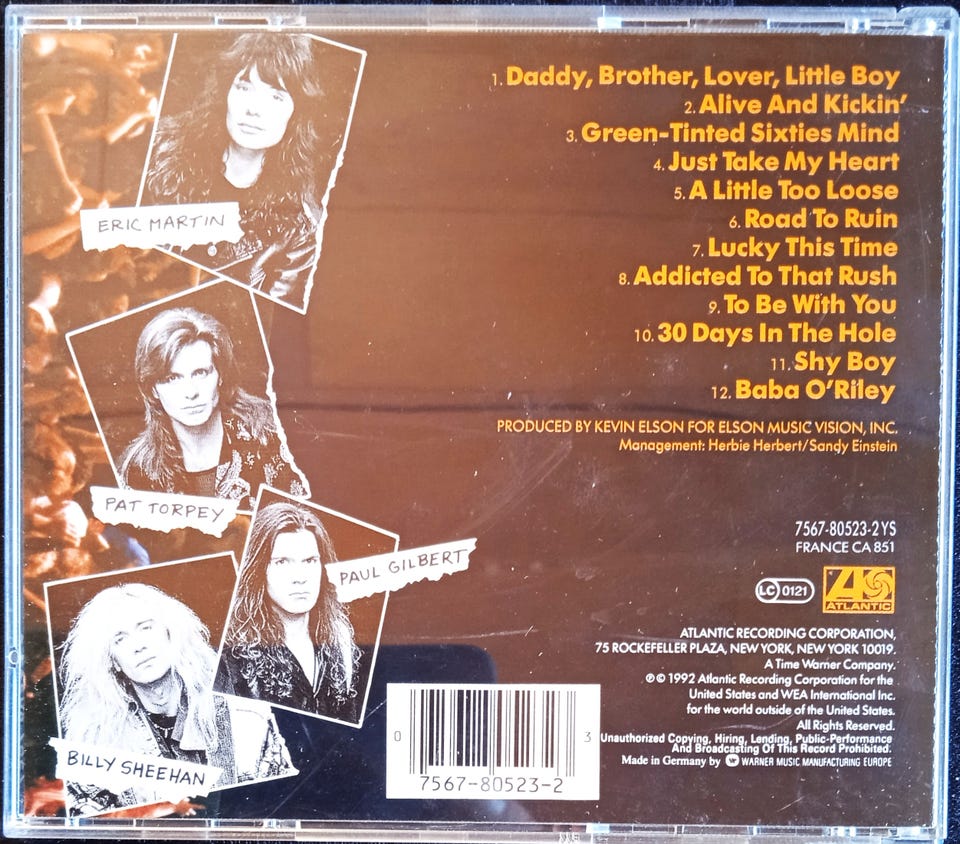 1. Daddy, Brother, Lover, Little Boy
2. Alive And Kickin'
3. Green-Tinted Sixties Mind
4. Just Take My Heart
5. A Little Too Loose
6. Road To Ruin
7. Lucky This Time
8. Addicted To That Rush
9. To Be With You
10. 30 Days In The Hole
11. Shy Boy
12. Baba O'Riley
PRODUCED BY KEVIN ELSON FOR ELSON MUSIC VISION, INC.
Management: Herbie Herbert/Sandy Einstein
ERIC MARTIN
PAT TORPEY
PAUL GILBERT
BILLY SHEEHAN
7567-80523-2 YS
FRANCE CA 851
LC 0121
ATLANTIC
ATLANTIC RECORDING CORPORATION,
75 ROCKEFELLER PLAZA, NEW YORK, NEW YORK 10019.
A Time Warner Company.
℗ © 1992 Atlantic Recording Corporation for the
United States and WEA International Inc.
for the world outside of the United States.
All Rights Reserved.
Unauthorized Copying, Hiring, Lending, Public-Performance
And Broadcasting Of This Record Prohibited.
Made in Germany by WARNER MUSIC MANUFACTURING EUROPE
0 3
7567-80523-2